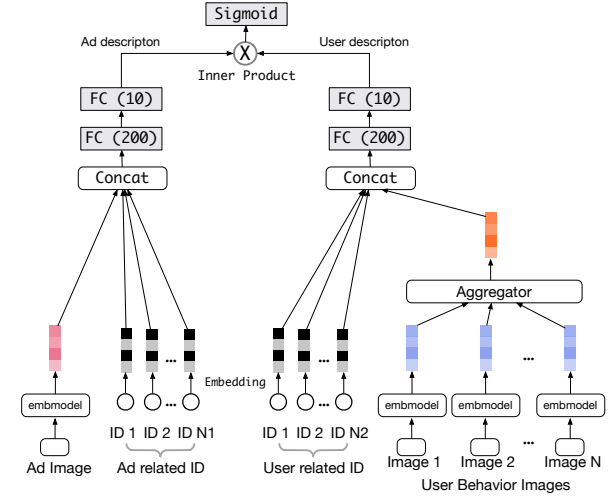 Sigmoid
Ad descripton
User descripton
X
Inner Product
FC (10)
FC (10)
FC (200)
FC (200)
Concat
Concat
Aggregator
...
...
...
Embedding
embmodel
embmodel
embmodel
embmodel
...
...
ID 1 ID 2 ID N1
ID 1 ID 2 ID N2
...
Ad Image
Ad related ID
User related ID
Image 1
Image 2
Image N
User Behavior Images